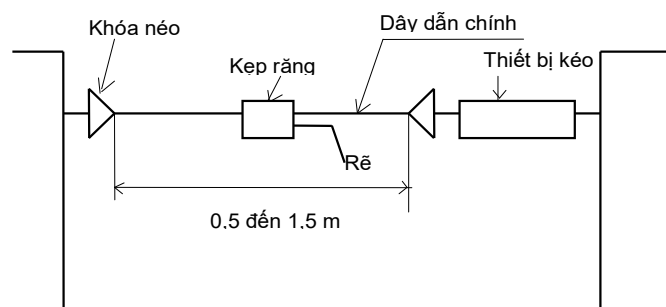 Khóa néo
Dây dẫn chính
Kẹp răng
Thiết bị kéo
Rẽ
0,5 đến 1,5 m